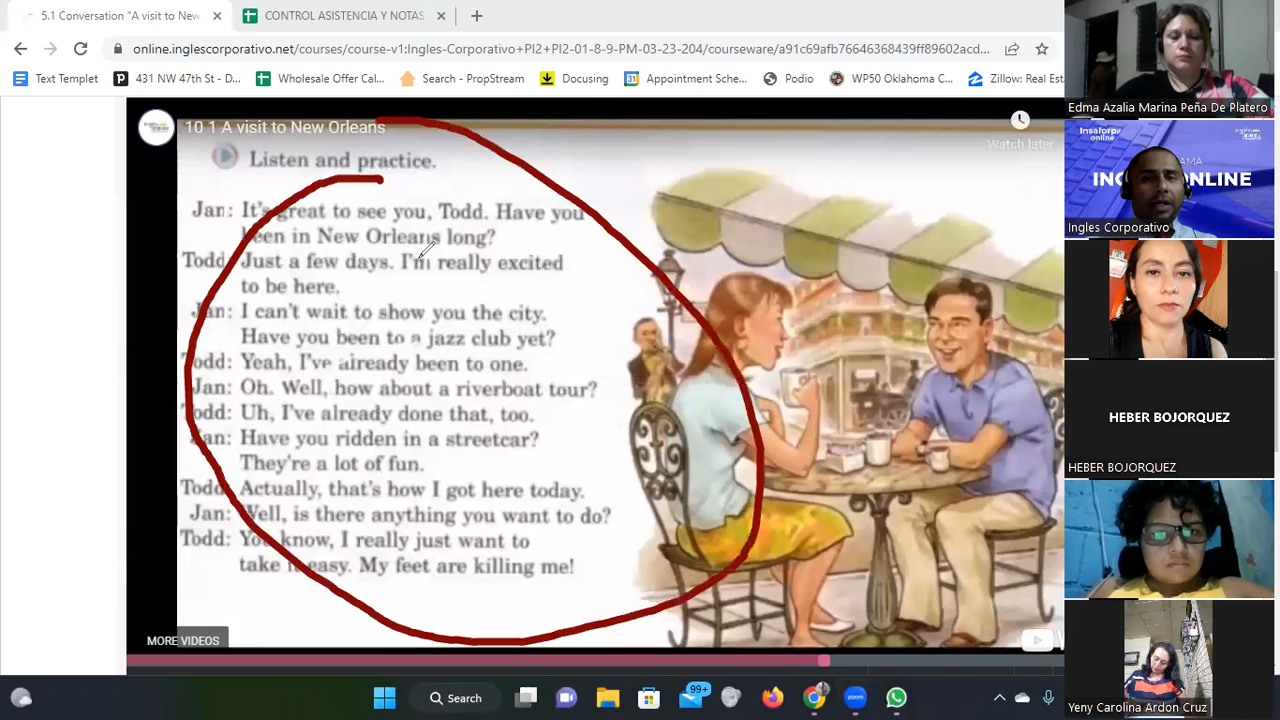 5.1 Conversation "A visit to New
CONTROL ASISTENCIA Y NOTAS
online.inglescorporativo.net/courses/course-v1:Ingles-Corporativo+PI2+PI2-01-8-9-PM-03-23-204/courseware/a91c69afb76646368439ff89602acd...
Text Templet
431 NW 47th St - D...
Wholesale Offer Cal...
Search - PropStream
Docusing
Appointment Sche...
Podio
WP50 Oklahoma C...
Zillow: Real Est
10 1 A visit to New Orleans
Watch later
Listen and practice.
Jan: It's great to see you, Todd. Have you
been in New Orleans long?
Todd: Just a few days. I'm really excited
to be here.
Jan: I can't wait to show you the city.
Have you been to a jazz club yet?
Todd: Yeah, I've already been to one.
Jan: Oh. Well, how about a riverboat tour?
Todd: Uh, I've already done that, too.
Jan: Have you ridden in a streetcar?
They're a lot of fun.
Todd: Actually, that's how I got here today.
Jan: Well, is there anything you want to do?
Todd: You know, I really just want to
take it easy. My feet are killing me!
MORE VIDEOS
Edma Azalia Marina Peña De Platero
Insaforp
online
INGLES ONLINE
Ingles Corporativo
HEBER BOJORQUEZ
HEBER BOJORQUEZ
Yeny Carolina Ardon Cruz
Search
99+